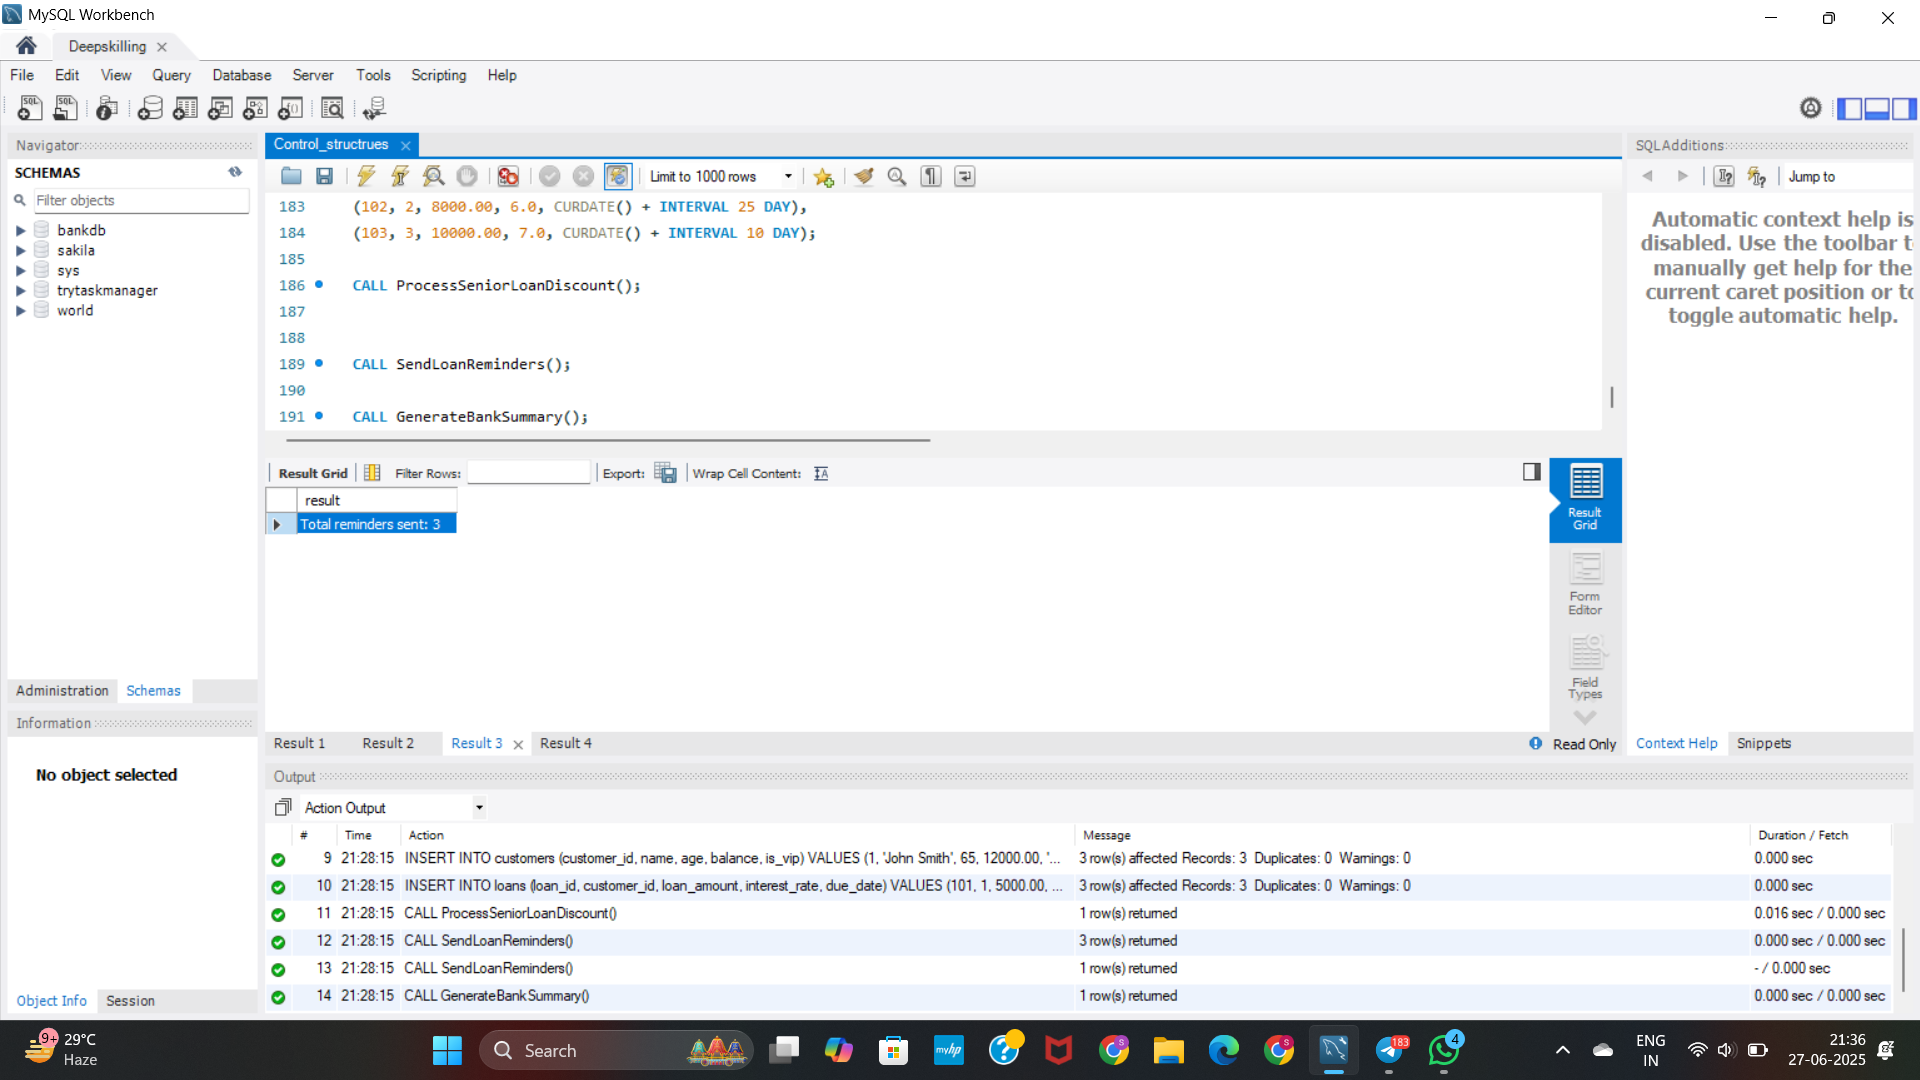 MySQL Workbench
Deepskilling
File Edit View Query Database Server Tools Scripting Help
Navigator
SCHEMAS
Filter objects
bankdb
sakila
sys
trytaskmanager
world
Administration Schemas
Information
No object selected
Object Info Session
Control_structrues
Limit to 1000 rows
183 (102, 2, 8000.00, 6.0, CURDATE() + INTERVAL 25 DAY),
184 (103, 3, 10000.00, 7.0, CURDATE() + INTERVAL 10 DAY);
185
186 CALL ProcessSeniorLoanDiscount();
187
188
189 CALL SendLoanReminders();
190
191 CALL GenerateBankSummary();
Result Grid Filter Rows: Export: Wrap Cell Content:
result
Total reminders sent: 3
Result Grid
Form Editor
Field Types
Result 1 Result 2 Result 3 Result 4 Read Only
SQLAdditions
Jump to
Automatic context help is
disabled. Use the toolbar t
manually get help for the
current caret position or to
toggle automatic help.
Context Help Snippets
Output
Action Output
# Time Action Message Duration / Fetch
9 21:28:15 INSERT INTO customers (customer_id, name, age, balance, is_vip) VALUES (1, 'John Smith', 65, 12000.00, '... 3 row(s) affected Records: 3 Duplicates: 0 Warnings: 0 0.000 sec
10 21:28:15 INSERT INTO loans (loan_id, customer_id, loan_amount, interest_rate, due_date) VALUES (101, 1, 5000.00, ... 3 row(s) affected Records: 3 Duplicates: 0 Warnings: 0 0.000 sec
11 21:28:15 CALL ProcessSeniorLoanDiscount() 1 row(s) returned 0.016 sec / 0.000 sec
12 21:28:15 CALL SendLoanReminders() 3 row(s) returned 0.000 sec / 0.000 sec
13 21:28:15 CALL SendLoanReminders() 1 row(s) returned - / 0.000 sec
14 21:28:15 CALL GenerateBankSummary() 1 row(s) returned 0.000 sec / 0.000 sec
9+ 29°C
Haze
Search
myhp
S
S
183
4
ENG
IN
21:36
27-06-2025